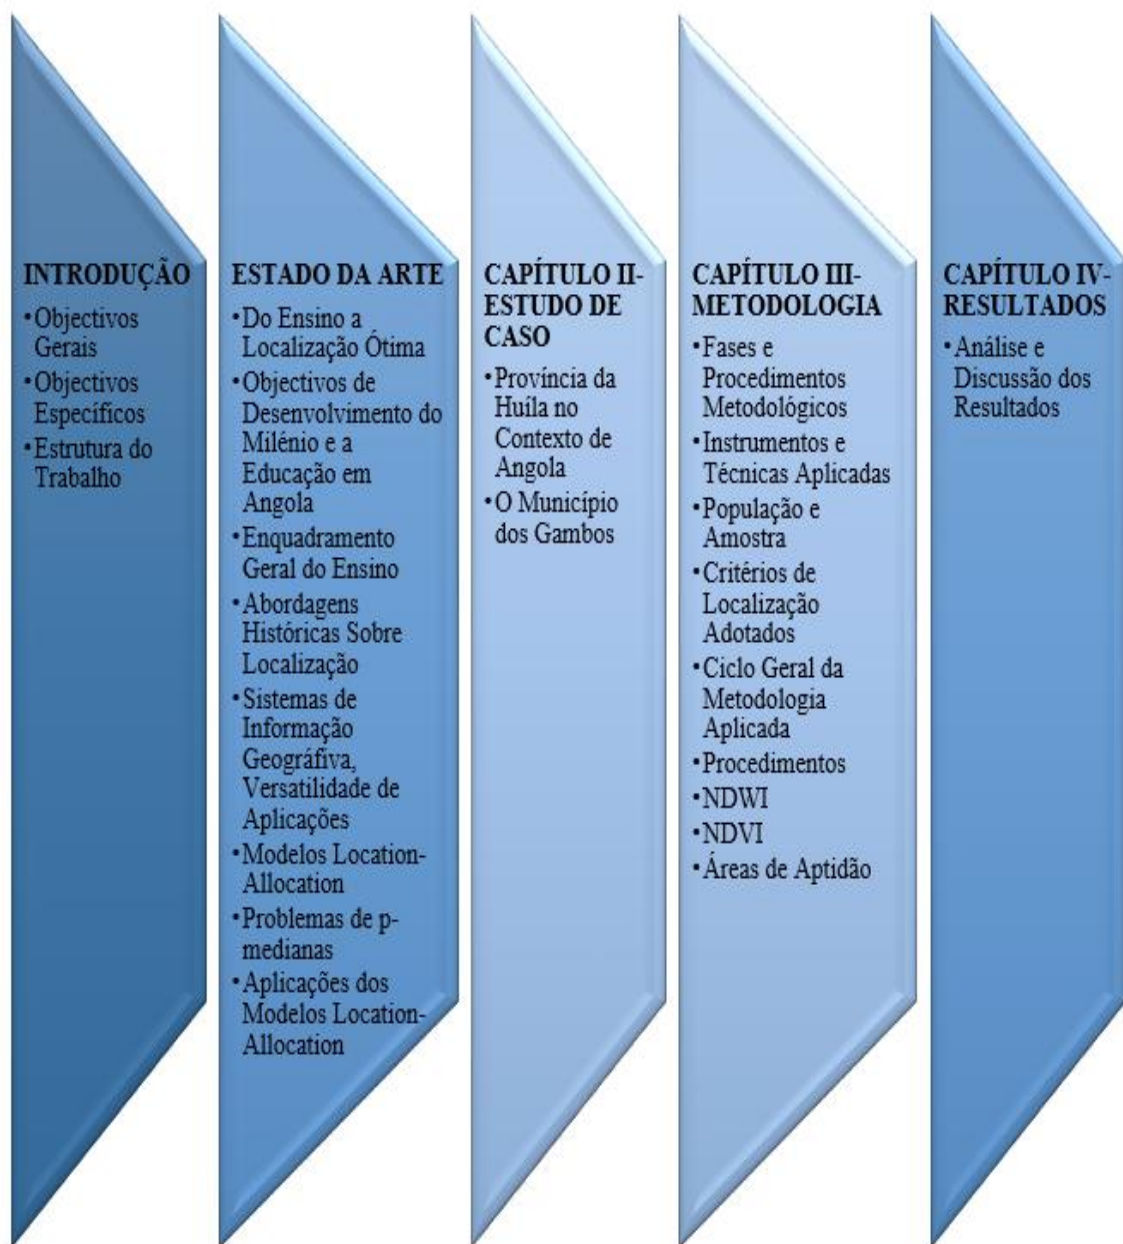 INTRODUÇÃO
•Objectivos
Gerais
•Objectivos
Específicos
•Estrutura do
Trabalho
ESTADO DA ARTE
•Do Ensino a
Localização Ótima
•Objectivos de
Desenvolvimento do
Milénio e a
Educação em
Angola
•Enquadramento
Geral do Ensino
•Abordagens
Históricas Sobre
Localização
•Sistemas de
Informação
Geográfiva,
Versatilidade de
Aplicações
•Modelos Location-
Allocation
•Problemas de p-
medianas
•Aplicações dos
Modelos Location-
Allocation
CAPÍTULO II-
ESTUDO DE
CASO
•Província da
Huíla no
Contexto de
Angola
•O Município
dos Gambos
CAPÍTULO III-
METODOLOGIA
•Fases e
Procedimentos
Metodológicos
•Instrumentos e
Técnicas Aplicadas
•População e
Amostra
•Critérios de
Localização
Adotados
•Ciclo Geral da
Metodologia
Aplicada
•Procedimentos
•NDWI
•NDVI
•Áreas de Aptidão
CAPÍTULO IV-
RESULTADOS
•Análise e
Discussão dos
Resultados